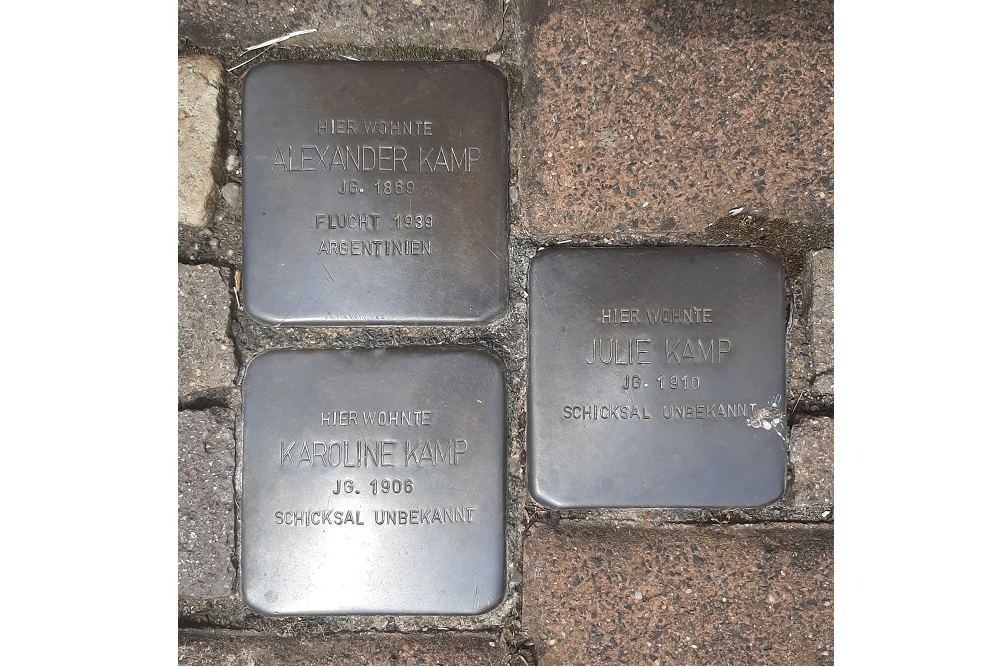 HIER WOHNTE
ALEXANDER KAMP
JG. 1869
FLUCHT 1939
ARGENTINIEN
HIER WOHNTE
KAROLINE KAMP
JG. 1906
SCHICKSAL UNBEKANNT
HIER WOHNTE
JULIE KAMP
JG. 1910
SCHICKSAL UNBEKANNT